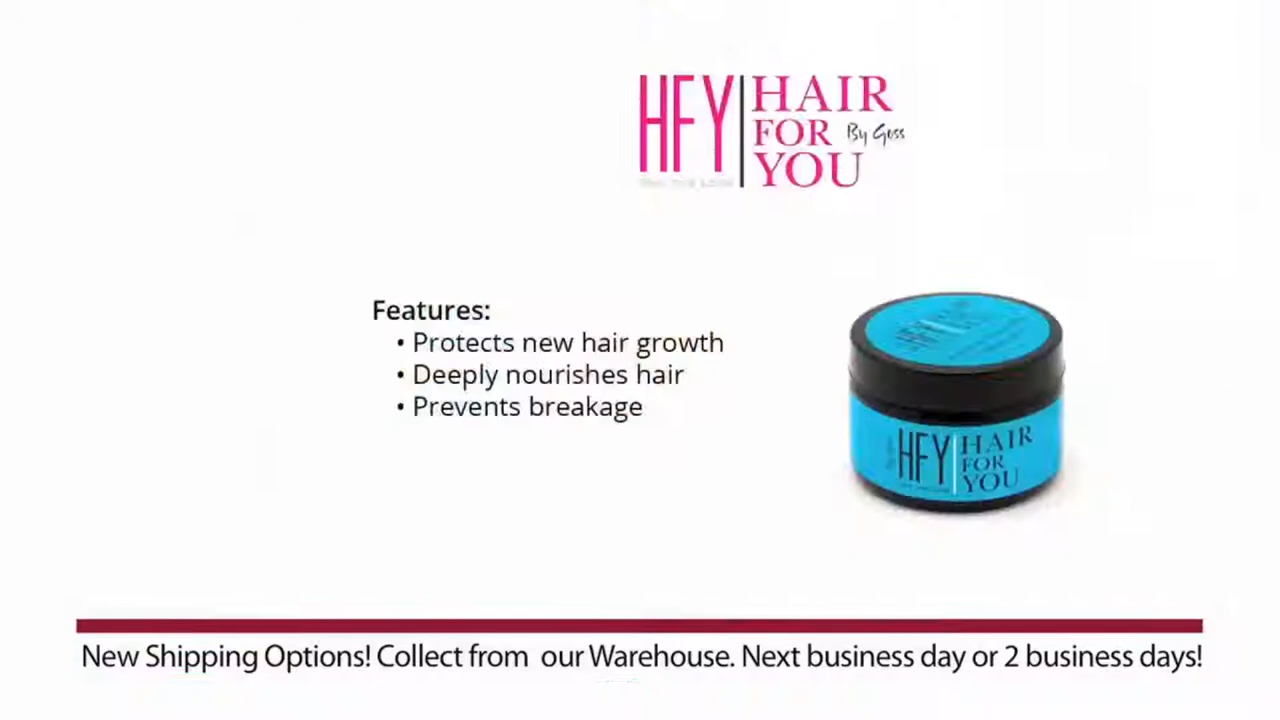 HFY HAIR
FOR By Goss
YOU
Features:
• Protects new hair growth
• Deeply nourishes hair
• Prevents breakage
HFY HAIR
FOR
YOU
New Shipping Options! Collect from our Warehouse. Next business day or 2 business days!